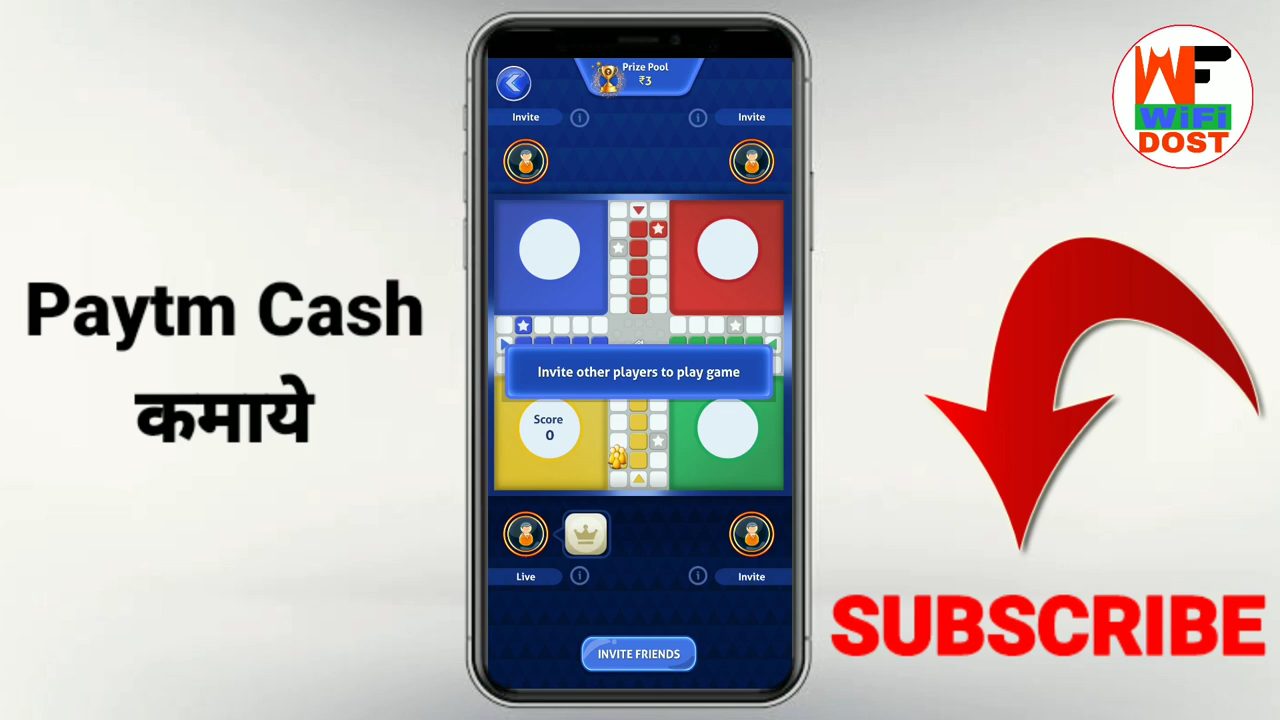 Paytm Cash
कमाये
Prize Pool
₹3
Invite
Invite
Invite other players to play game
Score
0
Live
Invite
INVITE FRIENDS
WF
WiFi
DOST
SUBSCRIBE